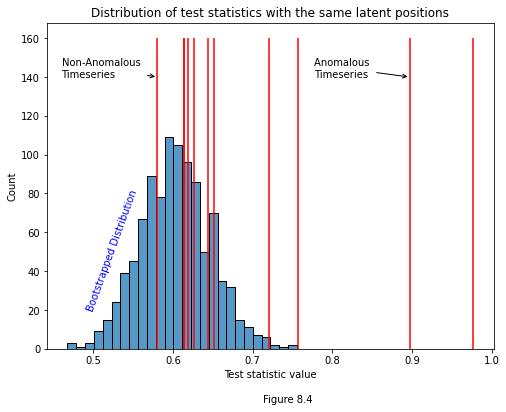 Distribution of test statistics with the same latent positions
160
140
120
100
80
60
40
20
0
Count
Non-Anomalous
Timeseries
Anomalous
Timeseries
Bootstrapped Distribution
0.5
0.6
0.7
0.8
0.9
1.0
Test statistic value
Figure 8.4